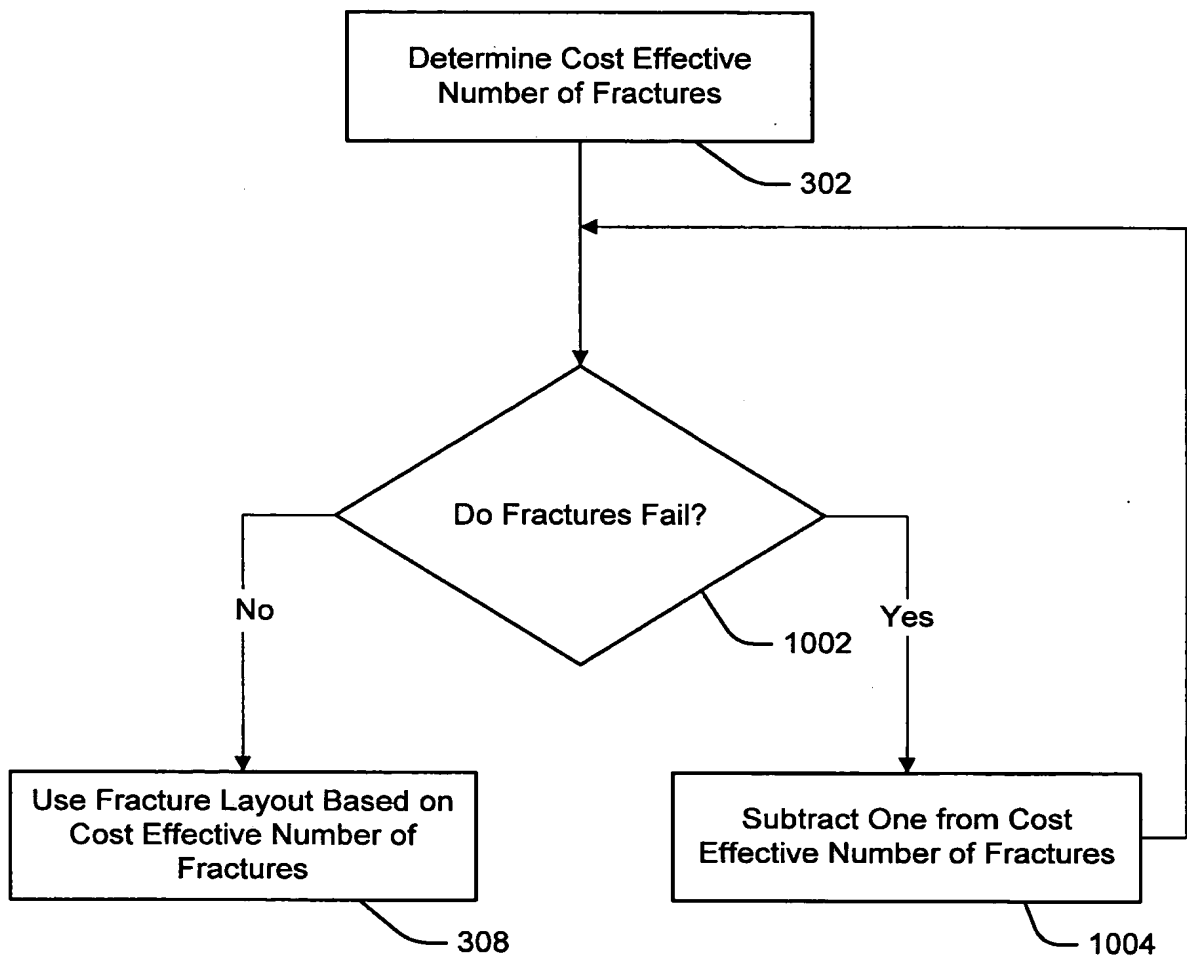 Determine Cost Effective
Number of Fractures
302
Do Fractures Fail?
No
Yes
1002
Use Fracture Layout Based on
Cost Effective Number of
Fractures
Subtract One from Cost
Effective Number of Fractures
308
1004